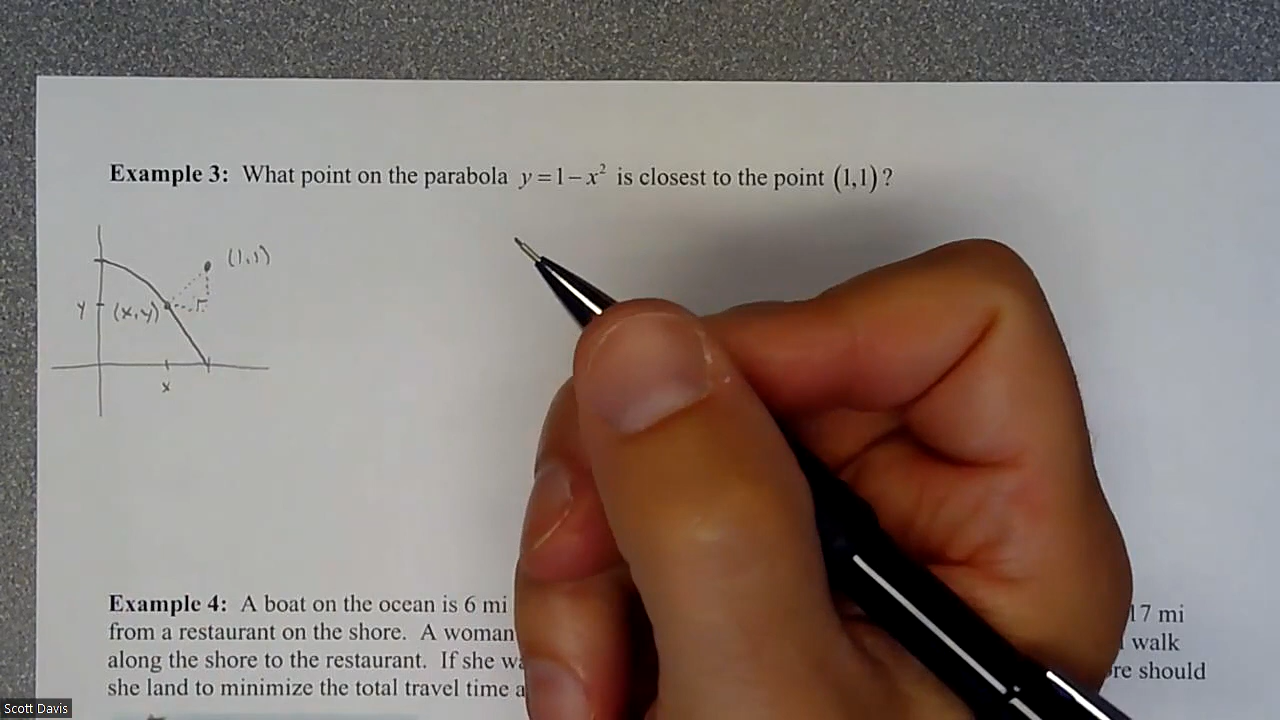 Example 3: What point on the parabola y = 1 − x² is closest to the point (1,1)?
(1,1)
y (x,y)
x
Example 4: A boat on the ocean is 6 mi 17 mi
from a restaurant on the shore. A woman walk
along the shore to the restaurant. If she should
she land to minimize the total travel time
Scott Davis